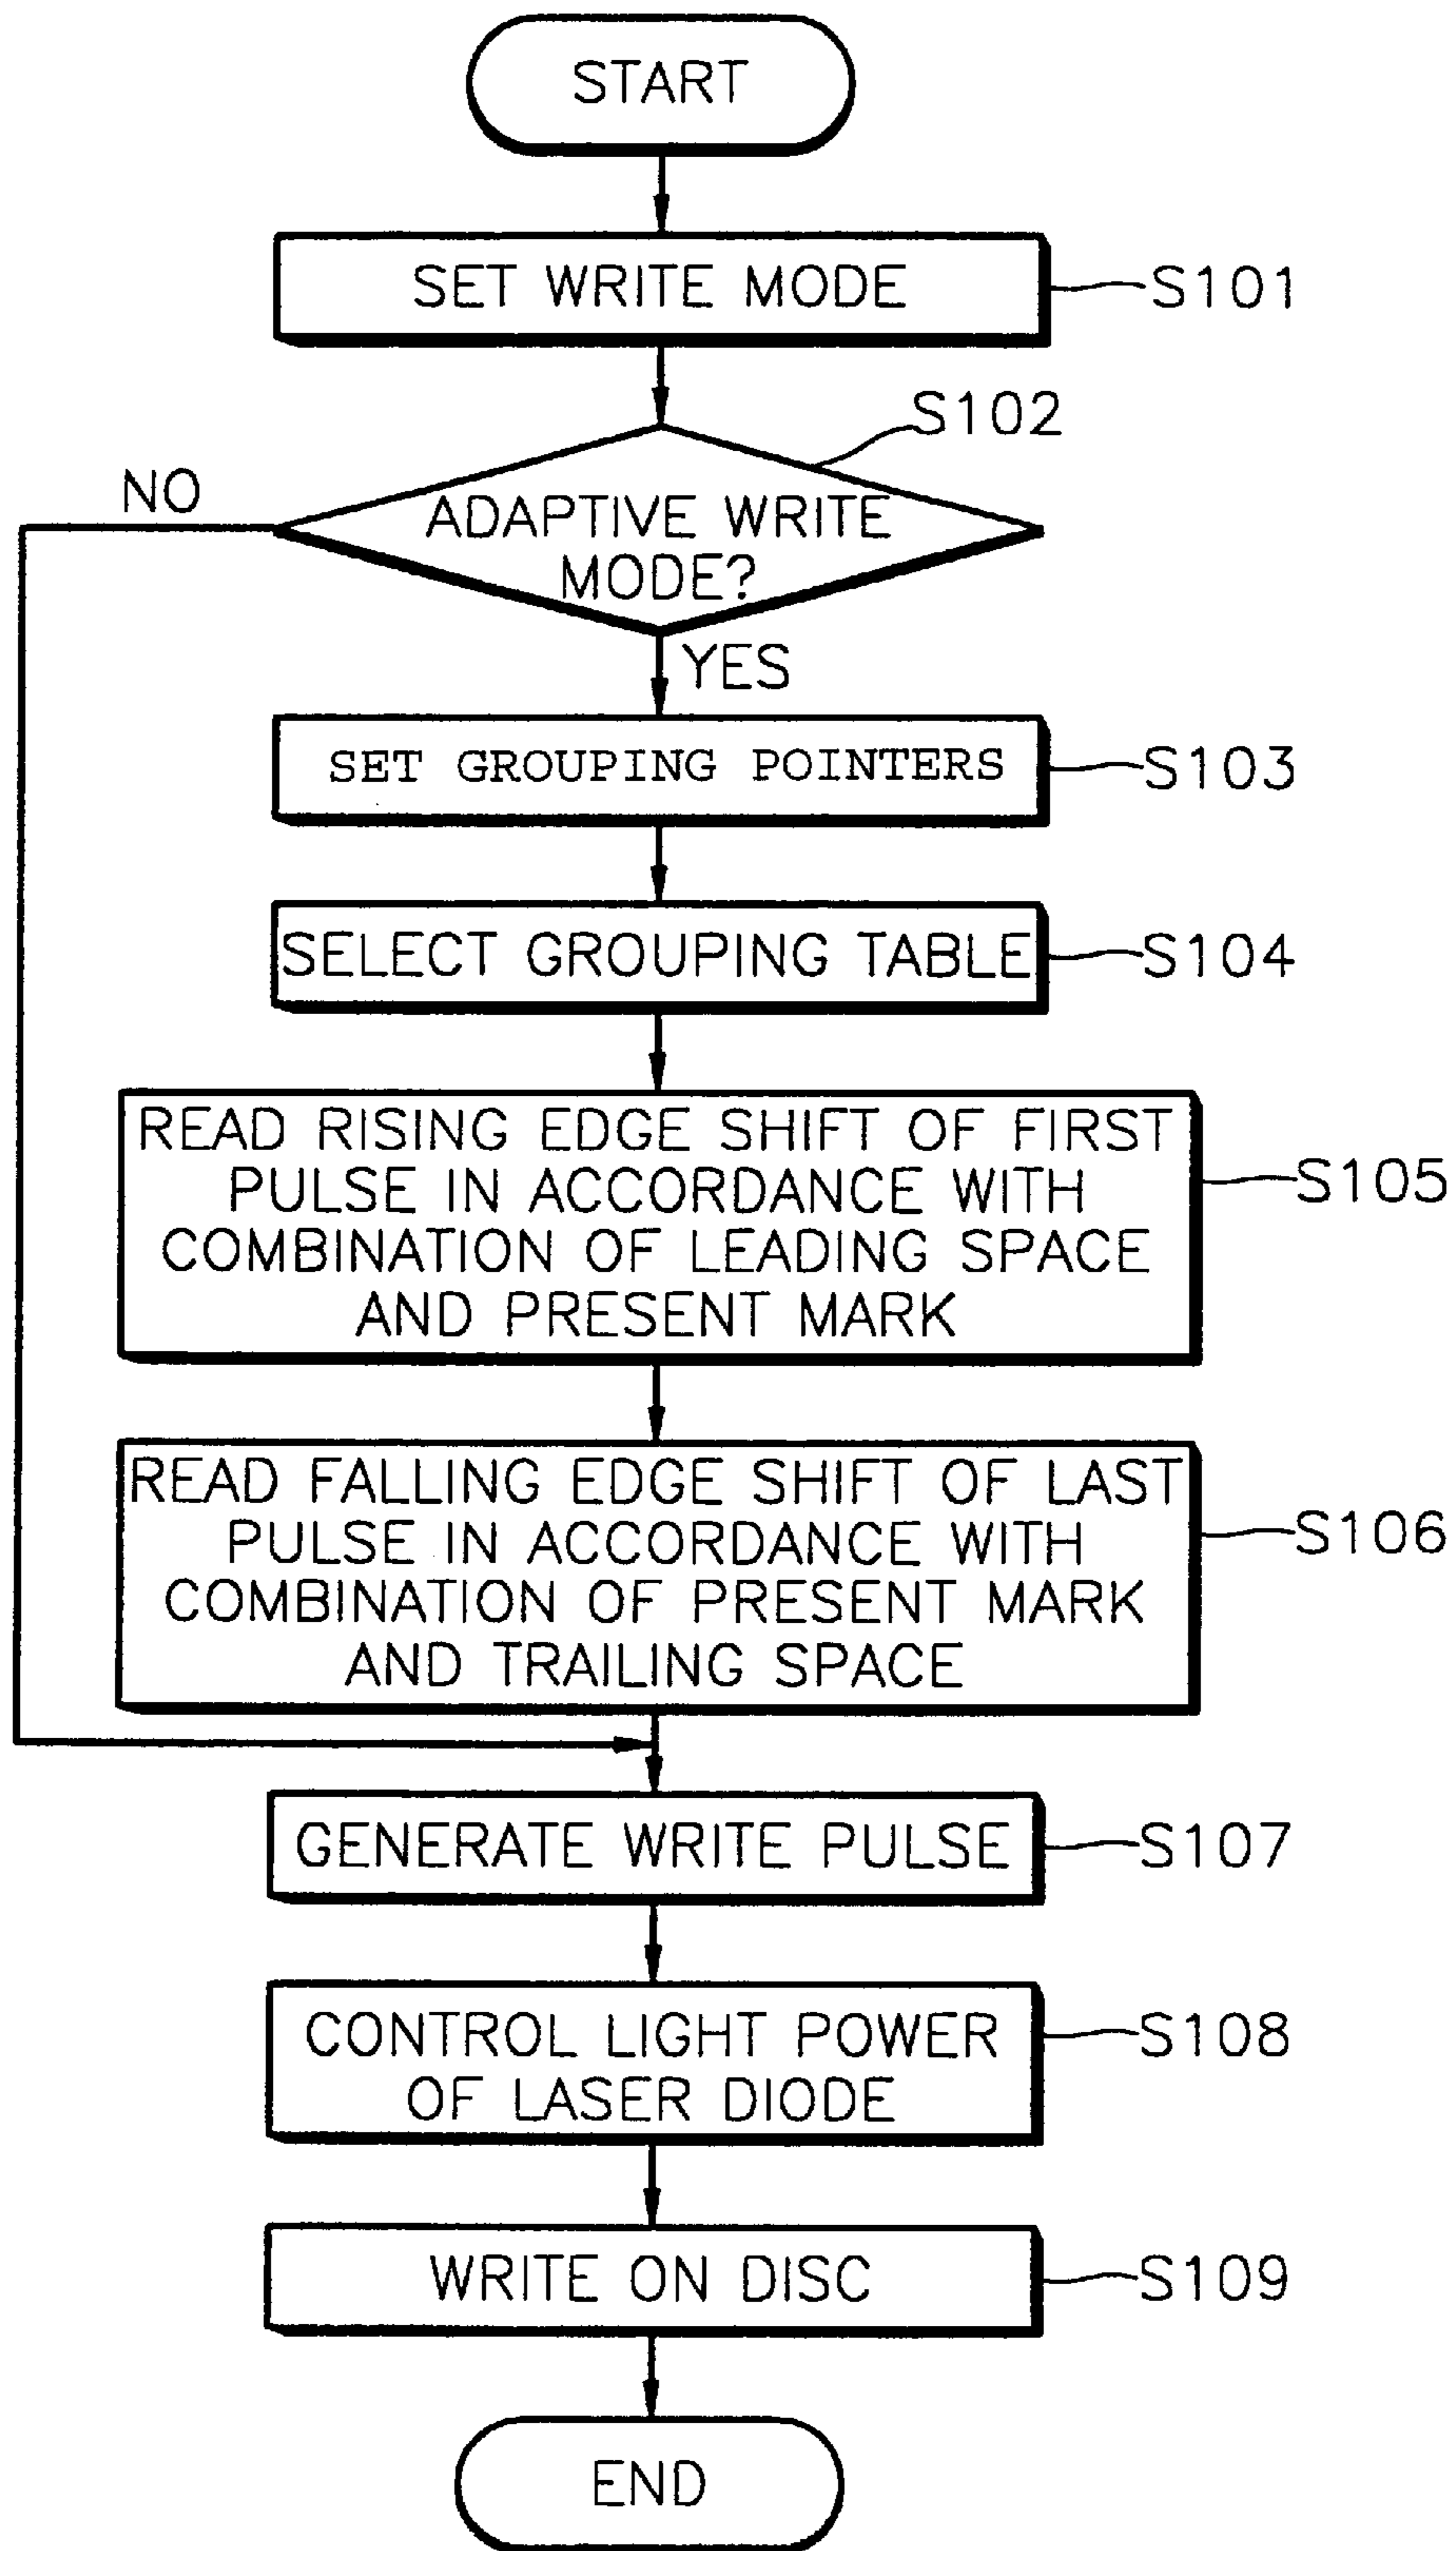 START
SET WRITE MODE
S101
S102
NO
ADAPTIVE WRITE
MODE?
YES
SET GROUPING POINTERS
S103
SELECT GROUPING TABLE
S104
READ RISING EDGE SHIFT OF FIRST
PULSE IN ACCORDANCE WITH
COMBINATION OF LEADING SPACE
AND PRESENT MARK
S105
READ FALLING EDGE SHIFT OF LAST
PULSE IN ACCORDANCE WITH
COMBINATION OF PRESENT MARK
AND TRAILING SPACE
S106
GENERATE WRITE PULSE
S107
CONTROL LIGHT POWER
OF LASER DIODE
S108
WRITE ON DISC
S109
END